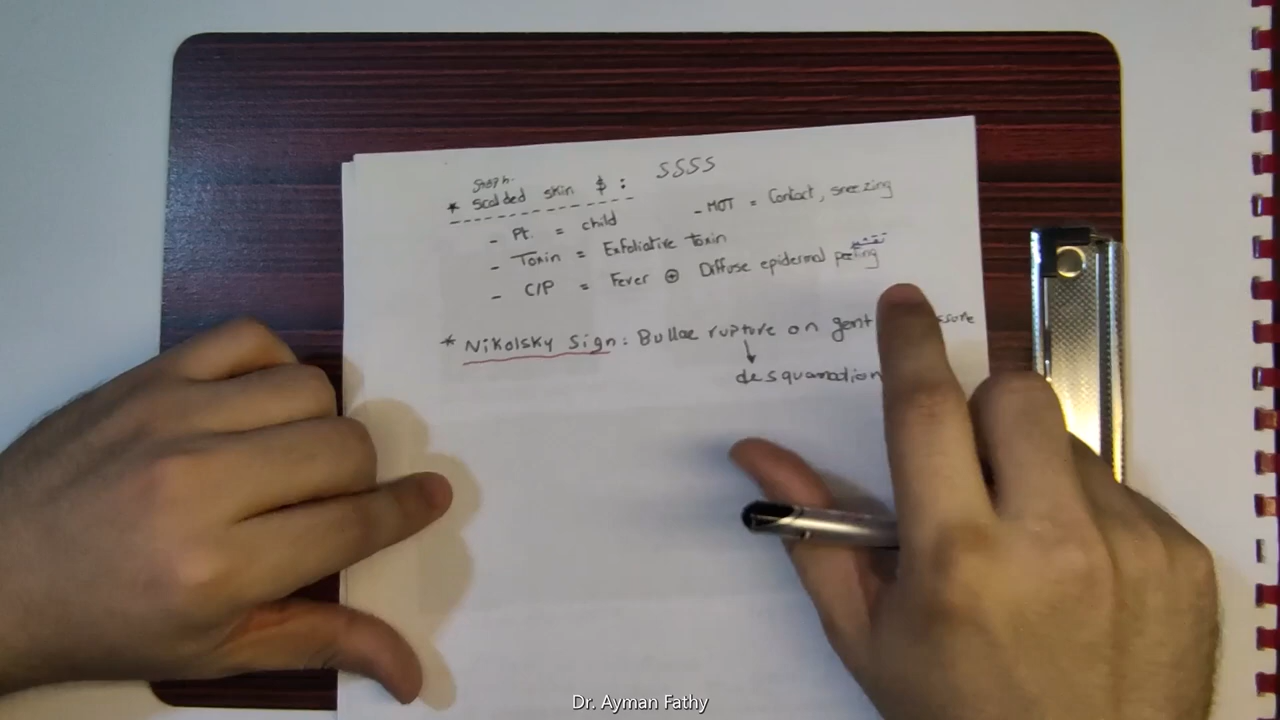 Staph.
* scalded skin $ : SSSS
- Pt. = child
- MOT = Contact, sneezing
- Toxin = Exfoliative toxin
- C/P = Fever ⊕ Diffuse epidermal peeling
تقشير
* Nikolsky Sign : Bullae rupture on
↓
desquamation
Dr. Ayman Fathy